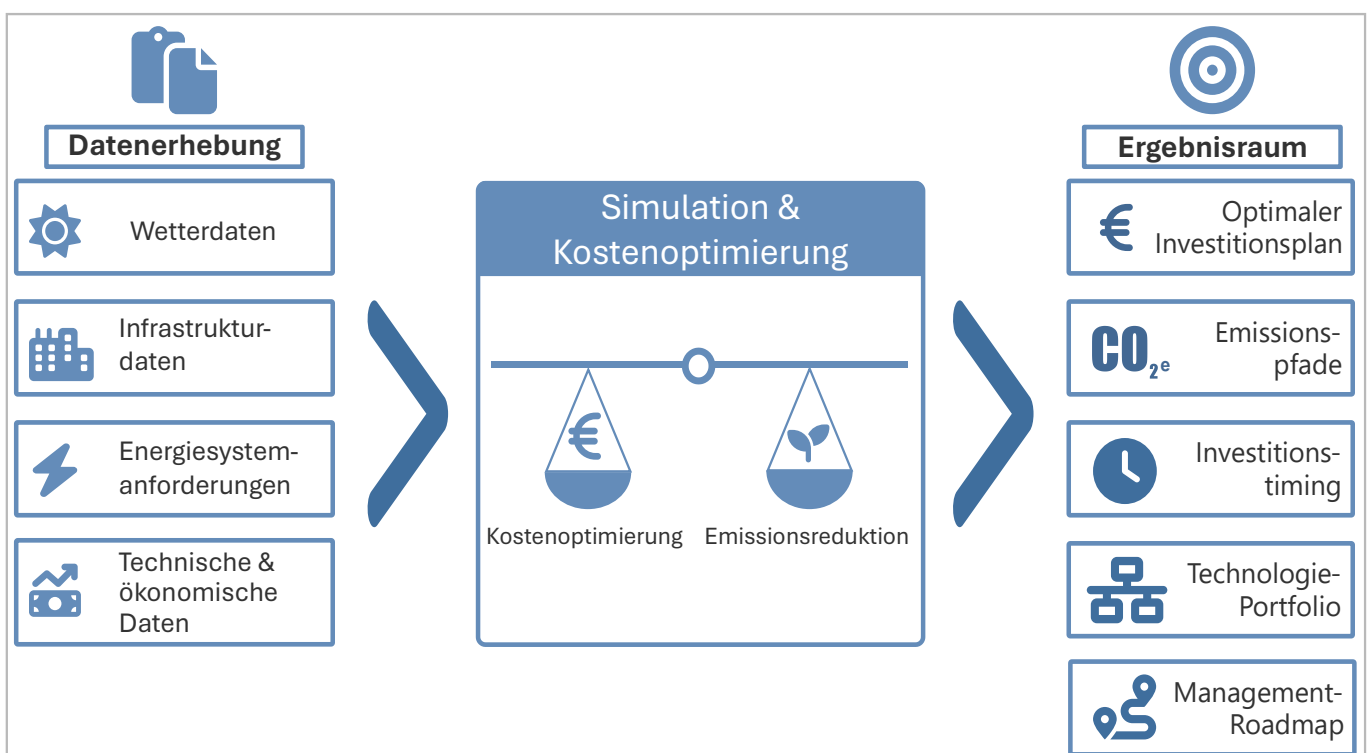 Datenerhebung
Wetterdaten
Infrastruktur-
daten
Energiesystem-
anforderungen
Technische &
ökonomische
Daten
Simulation &
Kostenoptimierung
€
Kostenoptimierung
Emissionsreduktion
Ergebnisraum
€
Optimaler
Investitionsplan
CO₂e
Emissions-
pfade
Investitions-
timing
Technologie-
Portfolio
Management-
Roadmap